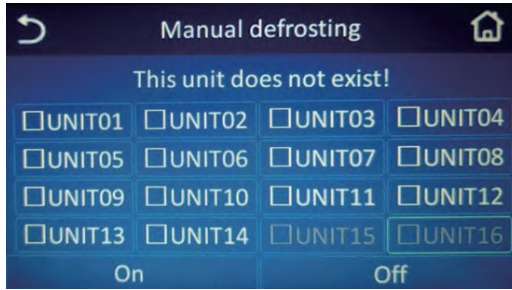 Manual defrosting
This unit does not exist!
☐UNIT01 ☐UNIT02 ☐UNIT03 ☐UNIT04
☐UNIT05 ☐UNIT06 ☐UNIT07 ☐UNIT08
☐UNIT09 ☐UNIT10 ☐UNIT11 ☐UNIT12
☐UNIT13 ☐UNIT14 ☐UNIT15 ☐UNIT16
On Off